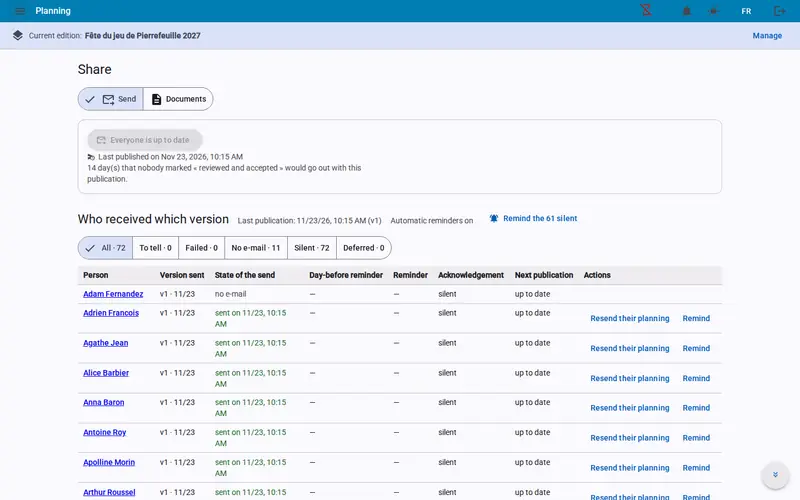 Planning FR
Current edition: Fête du jeu de Pierrefeuille 2027 Manage
Share
Send Documents
Everyone is up to date
Last published on Nov 23, 2026, 10:15 AM
14 day(s) that nobody marked « reviewed and accepted » would go out with this
publication.
Who received which version Last publication: 11/23/26, 10:15 AM (v1) Automatic reminders on Remind the 61 silent
All · 72 To tell · 0 Failed · 0 No e-mail · 11 Silent · 72 Deferred · 0
Person Version sent State of the send Day-before reminder Reminder Acknowledgement Next publication Actions
Adam Fernandez v1 · 11/23 no e-mail — — silent up to date
Adrien Francois v1 · 11/23 sent on 11/23, 10:15 AM — — silent up to date Resend their planning Remind
Agathe Jean v1 · 11/23 sent on 11/23, 10:15 AM — — silent up to date Resend their planning Remind
Alice Barbier v1 · 11/23 sent on 11/23, 10:15 AM — — silent up to date Resend their planning Remind
Anna Baron v1 · 11/23 sent on 11/23, 10:15 AM — — silent up to date Resend their planning Remind
Antoine Roy v1 · 11/23 sent on 11/23, 10:15 AM — — silent up to date Resend their planning Remind
Apolline Morin v1 · 11/23 sent on 11/23, 10:15 AM — — silent up to date Resend their planning Remind
Arthur Roussel v1 · 11/23 sent on 11/23, 10:15 — — silent up to date Resend their planning Remind